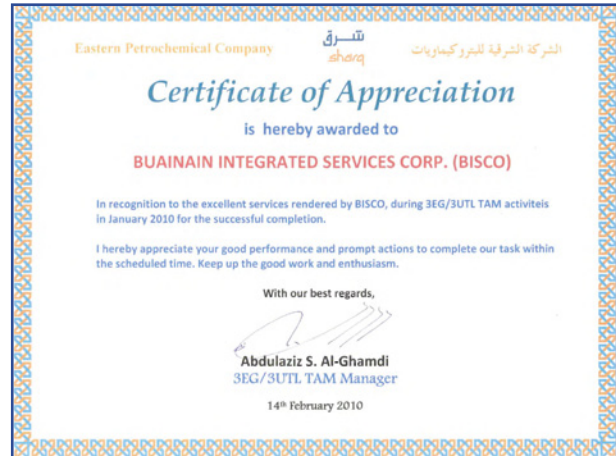 Eastern Petrochemical Company
شرق
sharq
الشركة الشرقية للبتروكيماويات
Certificate of Appreciation
is hereby awarded to
BUAINAIN INTEGRATED SERVICES CORP. (BISCO)
In recognition to the excellent services rendered by BISCO, during 3EG/3UTL TAM activiteis
in January 2010 for the successful completion.
I hereby appreciate your good performance and prompt actions to complete our task within
the scheduled time. Keep up the good work and enthusiasm.
With our best regards,
Abdulaziz S. Al-Ghamdi
3EG/3UTL TAM Manager
14th February 2010